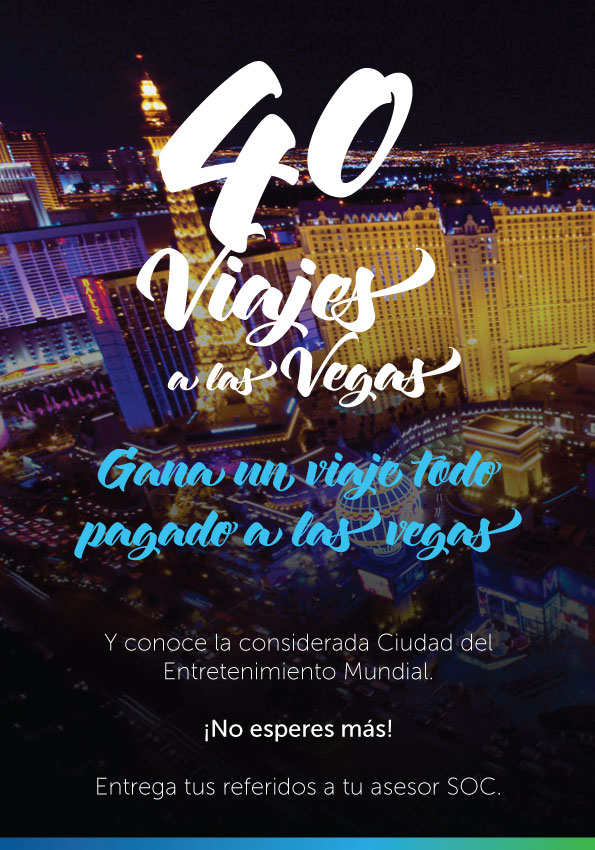 40
Viajes
a las Vegas
Gana un viaje todo
pagado a las vegas
Y conoce la considerada Ciudad del
Entretenimiento Mundial.
¡No esperes más!
Entrega tus referidos a tu asesor SOC.
BALLYS